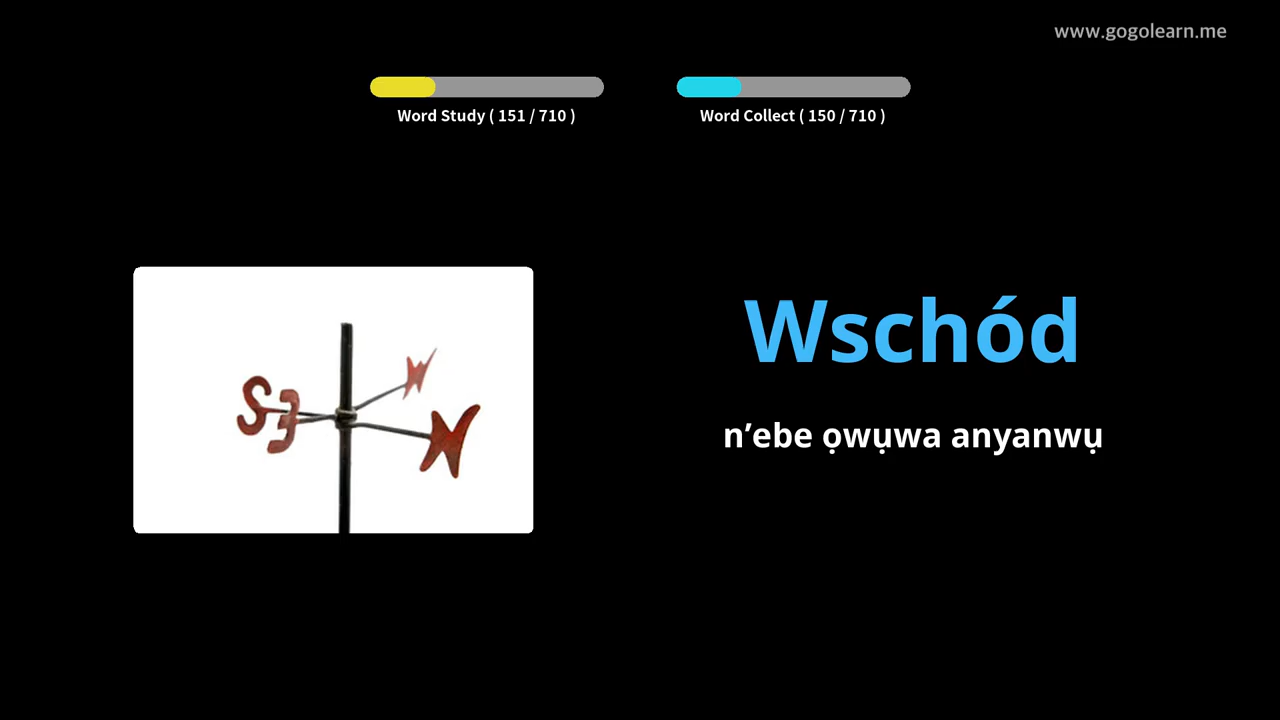 www.gogolearn.me
Word Study ( 151 / 710 )
Word Collect ( 150 / 710 )
S E N W
Wschód
n’ebe ọwụwa anyanwụ